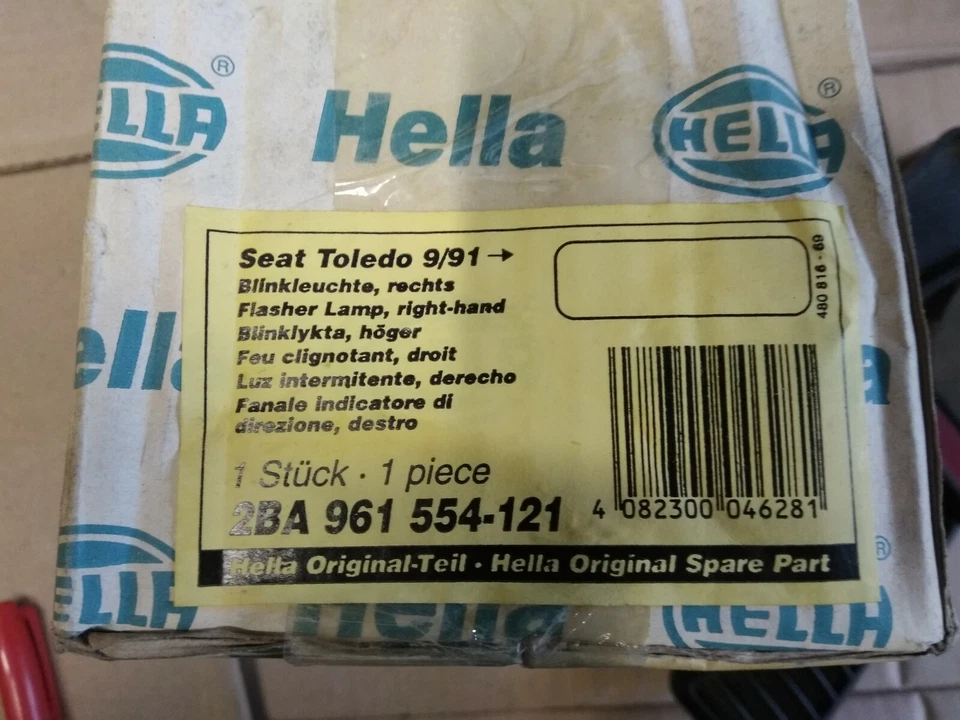 HELLA®
Hella
HELLA®
Seat Toledo 9/91→
Blinkleuchte, rechts
Flasher Lamp, right-hand
Blinklykta, höger
Feu clignotant, droit
Luz intermitente, derecho
Fanale indicatore di
direzione, destro
480 816 - 69
1 Stück · 1 piece
2BA 961 554-121
4 082300 046281
Hella Original-Teil · Hella Original Spare Part
Hella
HELLA
Hella
HELLA®